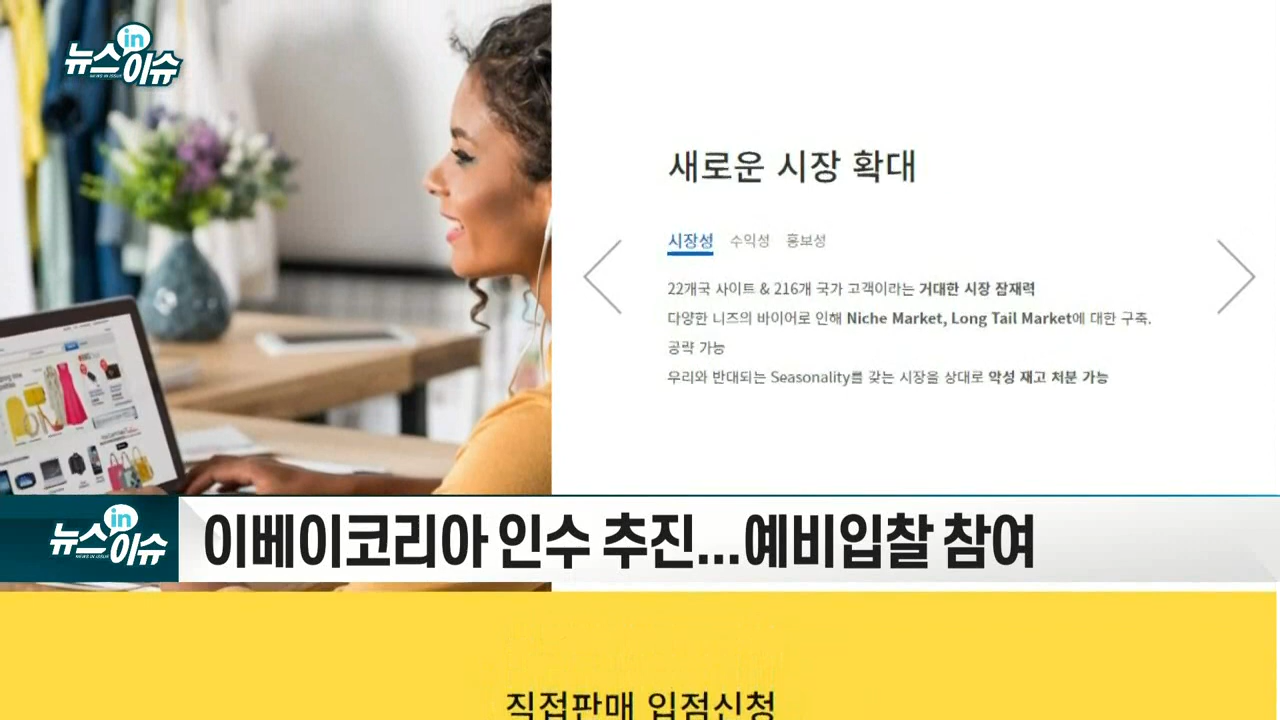 뉴스in이슈
NEWS IN ISSUE
새로운 시장 확대
시장성 수익성 홍보성
22개국 사이트 & 216개 국가 고객이라는 거대한 시장 잠재력
다양한 니즈의 바이어로 인해 Niche Market, Long Tail Market에 대한 구축.
공략 가능
우리와 반대되는 Seasonality를 갖는 시장을 상대로 악성 재고 처분 가능
뉴스in이슈
NEWS IN ISSUE
이베이코리아 인수 추진...예비입찰 참여
직접판매 입점신청